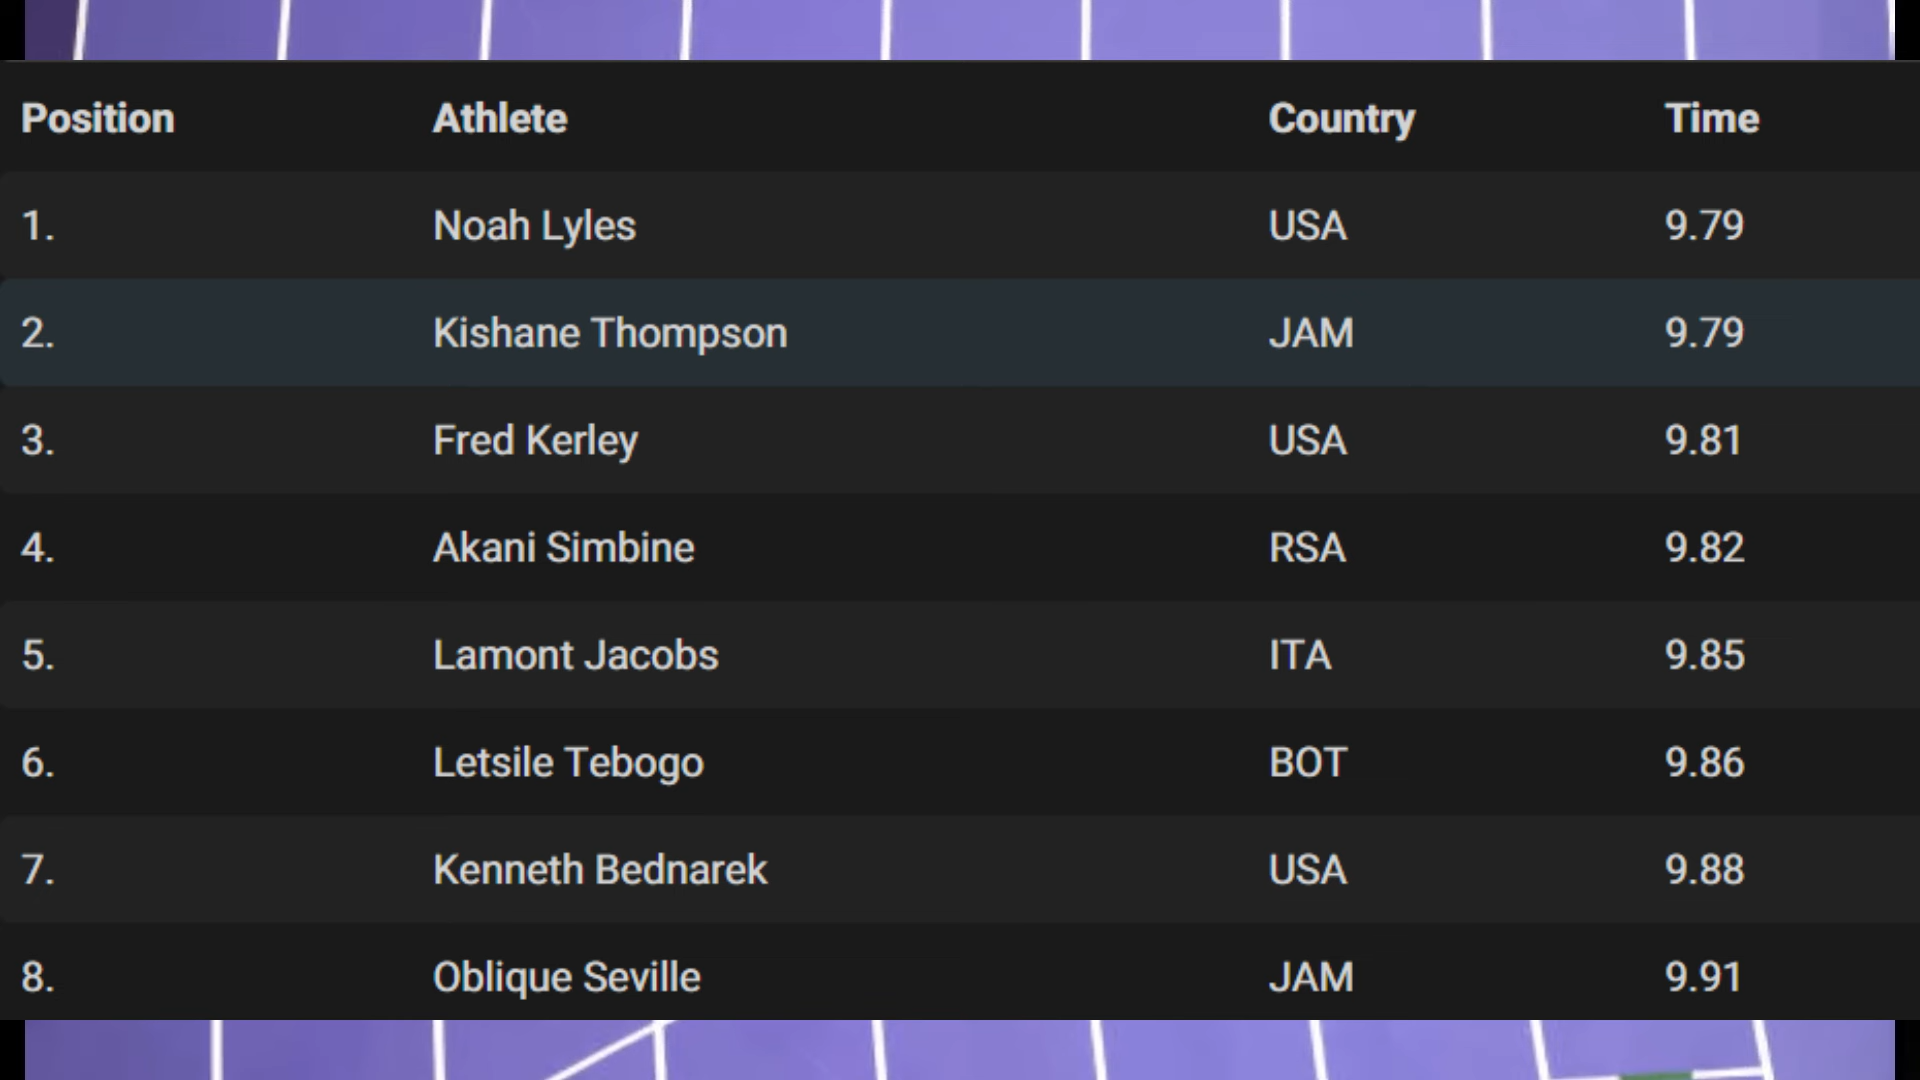 Position Athlete Country Time
1. Noah Lyles USA 9.79
2. Kishane Thompson JAM 9.79
3. Fred Kerley USA 9.81
4. Akani Simbine RSA 9.82
5. Lamont Jacobs ITA 9.85
6. Letsile Tebogo BOT 9.86
7. Kenneth Bednarek USA 9.88
8. Oblique Seville JAM 9.91